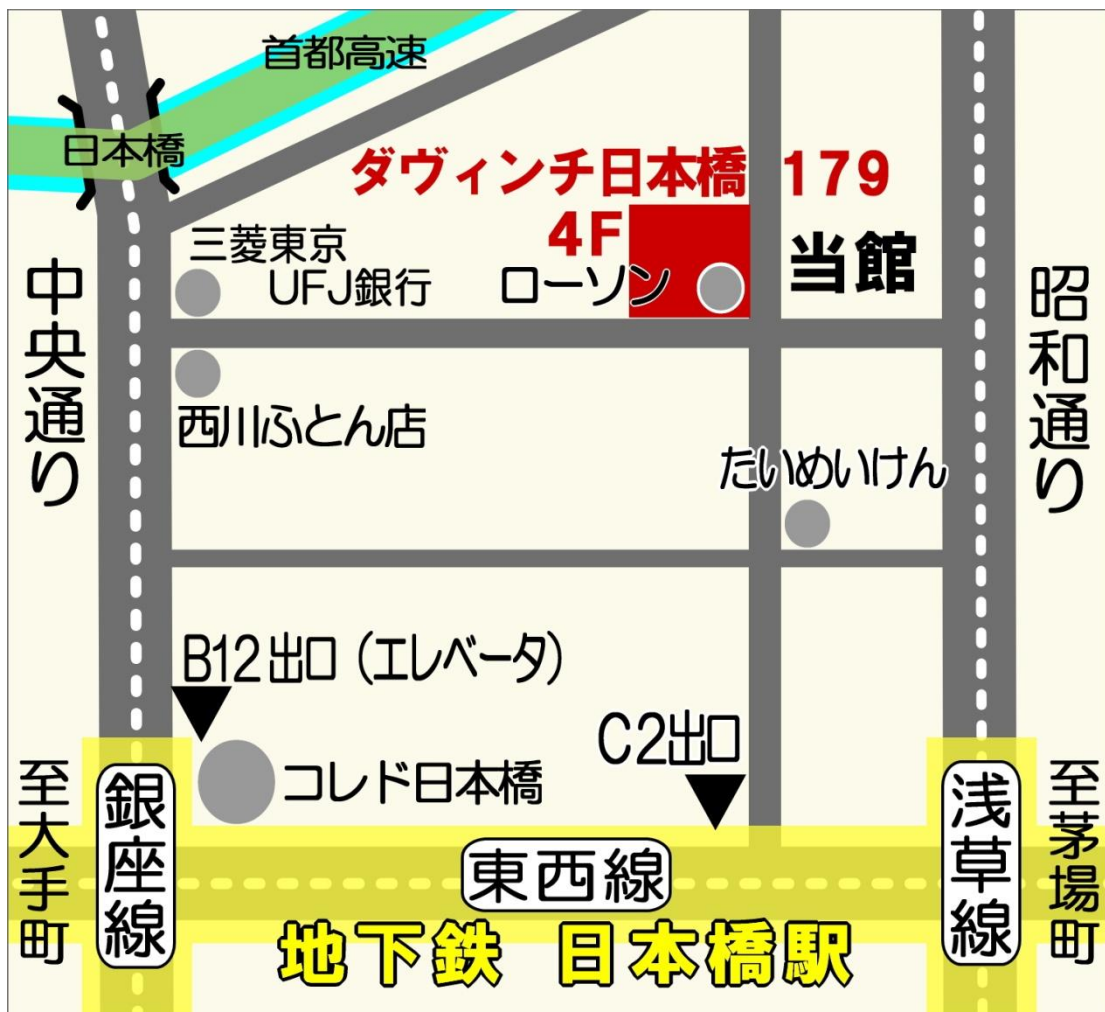 首都高速
日本橋
ダヴィンチ日本橋 179
4F
当館
三菱東京
UFJ銀行
ローソン
中央通り
昭和通り
西川ふとん店
たいめいけん
B12出口（エレベータ）
C2出口
コレド日本橋
至大手町
銀座線
東西線
浅草線
至茅場町
地下鉄 日本橋駅